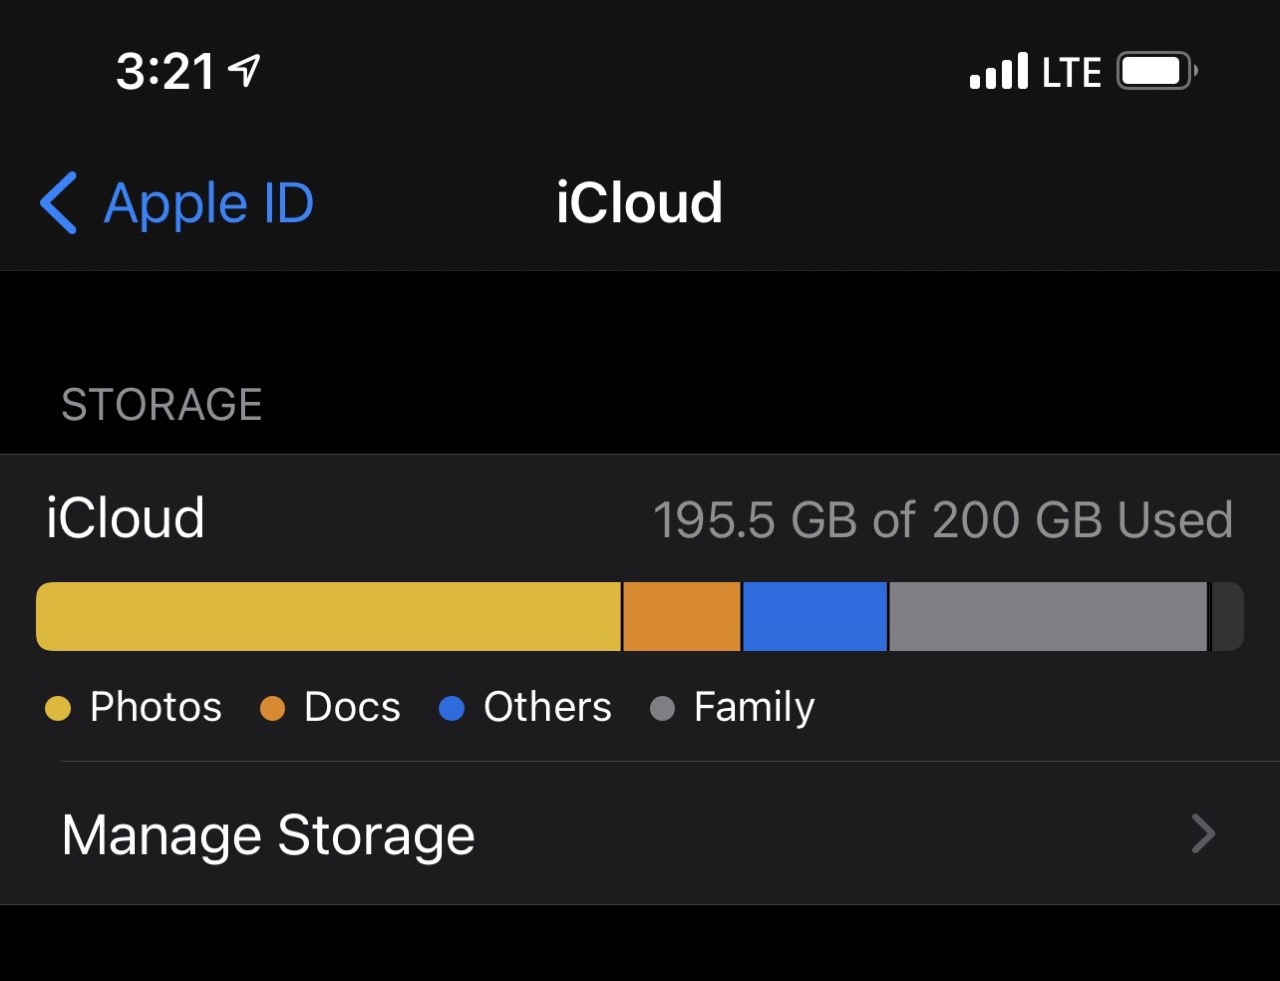 3:21 LTE
Apple ID iCloud
STORAGE
iCloud 195.5 GB of 200 GB Used
Photos Docs Others Family
Manage Storage